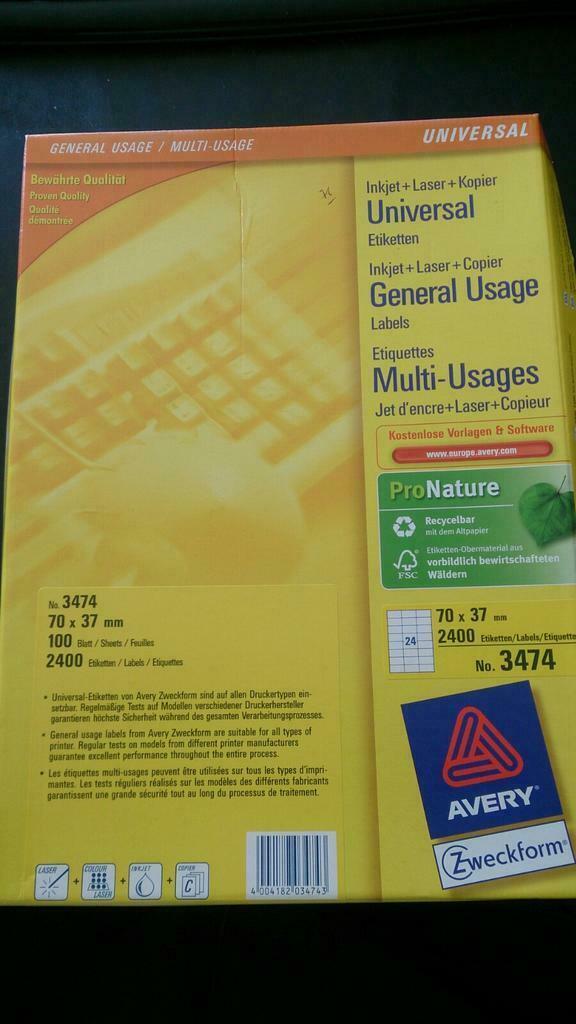 GENERAL USAGE / MULTI-USAGE
UNIVERSAL
Bewährte Qualität
Proven Quality
Qualité
démontrée
Inkjet+Laser+Kopier
Universal
Etiketten
Inkjet+Laser+Copier
General Usage
Labels
Etiquettes
Multi-Usages
Jet d'encre+Laser+Copieur
Kostenlose Vorlagen & Software
www.europe.avery.com
ProNature
Recycelbar
mit dem Altpapier
FSC
Etiketten-Obermaterial aus
vorbildlich bewirtschafteten
Wäldern
24
70 x 37 mm
2400 Etiketten/Labels/Etiquette
No. 3474
AVERY®
Zweckform®
No. 3474
70 x 37 mm
100 Blatt / Sheets / Feuilles
2400 Etiketten / Labels / Etiquettes
• Universal-Etiketten von Avery Zweckform sind auf allen Druckertypen ein-
setzbar. Regelmäßige Tests auf Modellen verschiedener Druckerhersteller
garantieren höchste Sicherheit während des gesamten Verarbeitungsprozesses.
• General usage labels from Avery Zweckform are suitable for all types of
printer. Regular tests on models from different printer manufacturers
guarantee excellent performance throughout the entire process.
• Les étiquettes multi-usages peuvent être utilisées sur tous les types d'impri-
mantes. Les tests réguliers réalisés sur les modèles des différents fabricants
garantissent une grande sécurité tout au long du processus de traitement.
LASER
+
COLOUR
LASER
+
INKJET
+
COPIER
C
4 004182 034743